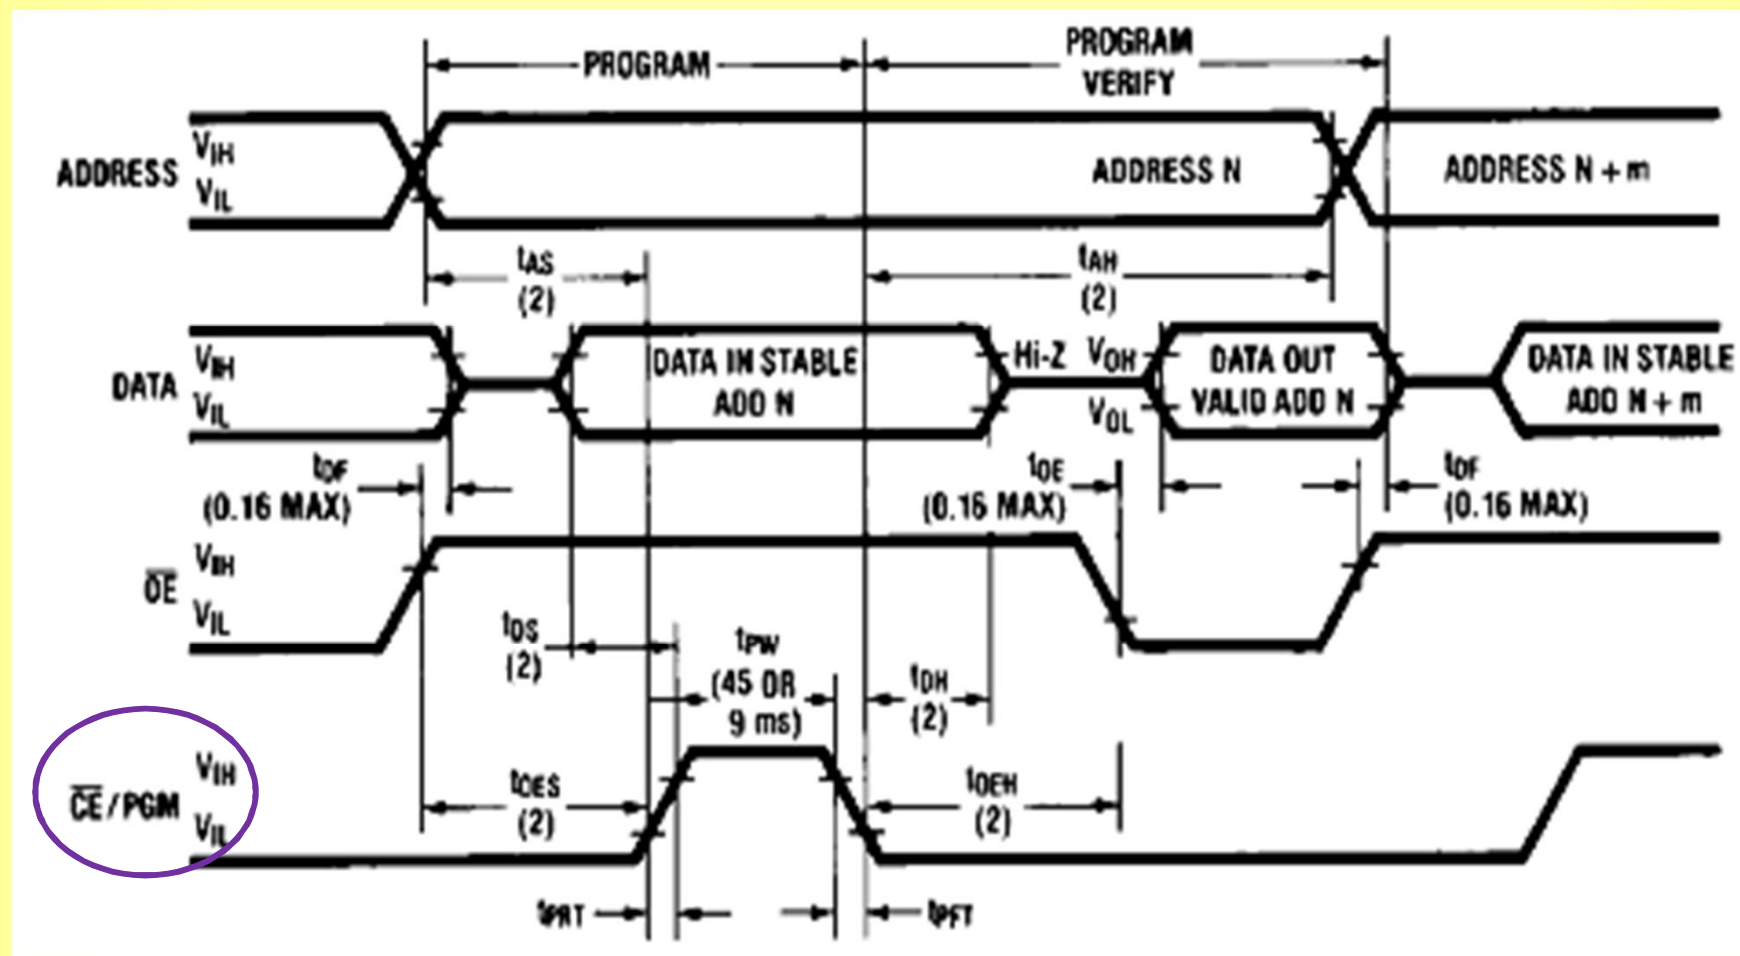 PROGRAM
PROGRAM
VERIFY
ADDRESS
VIH
VIL
ADDRESS N
ADDRESS N + m
tAS
(2)
tAH
(2)
DATA
VIH
VIL
DATA IN STABLE
ADD N
Hi-Z
VOH
VOL
DATA OUT
VALID ADD N
DATA IN STABLE
ADD N + m
tDF
(0.16 MAX)
tOE
(0.16 MAX)
tDF
(0.16 MAX)
OE
VIH
VIL
tDS
(2)
tPW
(45 OR
9 ms)
tDH
(2)
CE/PGM
VIH
VIL
tOES
(2)
tOEH
(2)
tPRT
tPFT